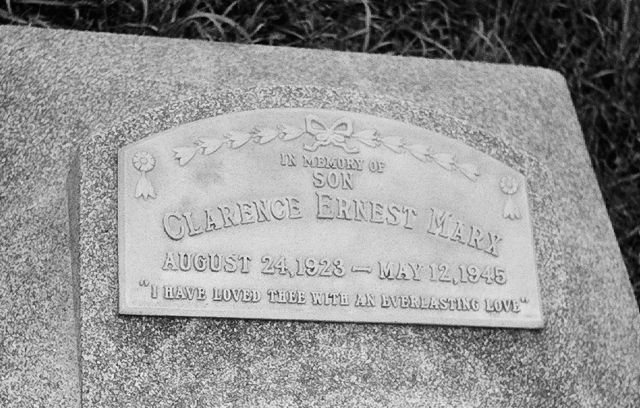 IN MEMORY OF
SON
CLARENCE ERNEST MARX
AUGUST 24, 1923 — MAY 12, 1945
"I HAVE LOVED THEE WITH AN EVERLASTING LOVE"